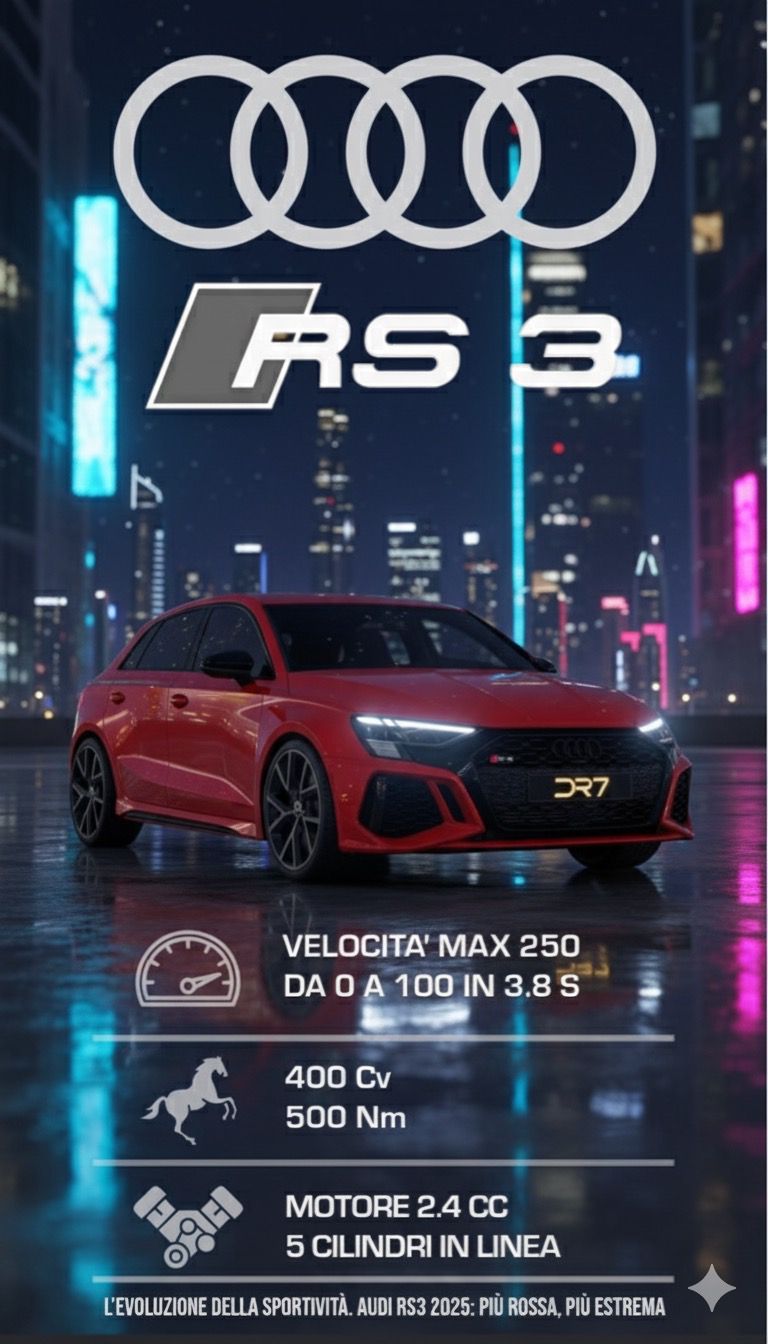 RS 3
DR7
VELOCITA' MAX 250
DA 0 A 100 IN 3.8 S
400 Cv
500 Nm
MOTORE 2.4 CC
5 CILINDRI IN LINEA
L'EVOLUZIONE DELLA SPORTIVITÀ. AUDI RS3 2025: PIÙ ROSSA, PIÙ ESTREMA